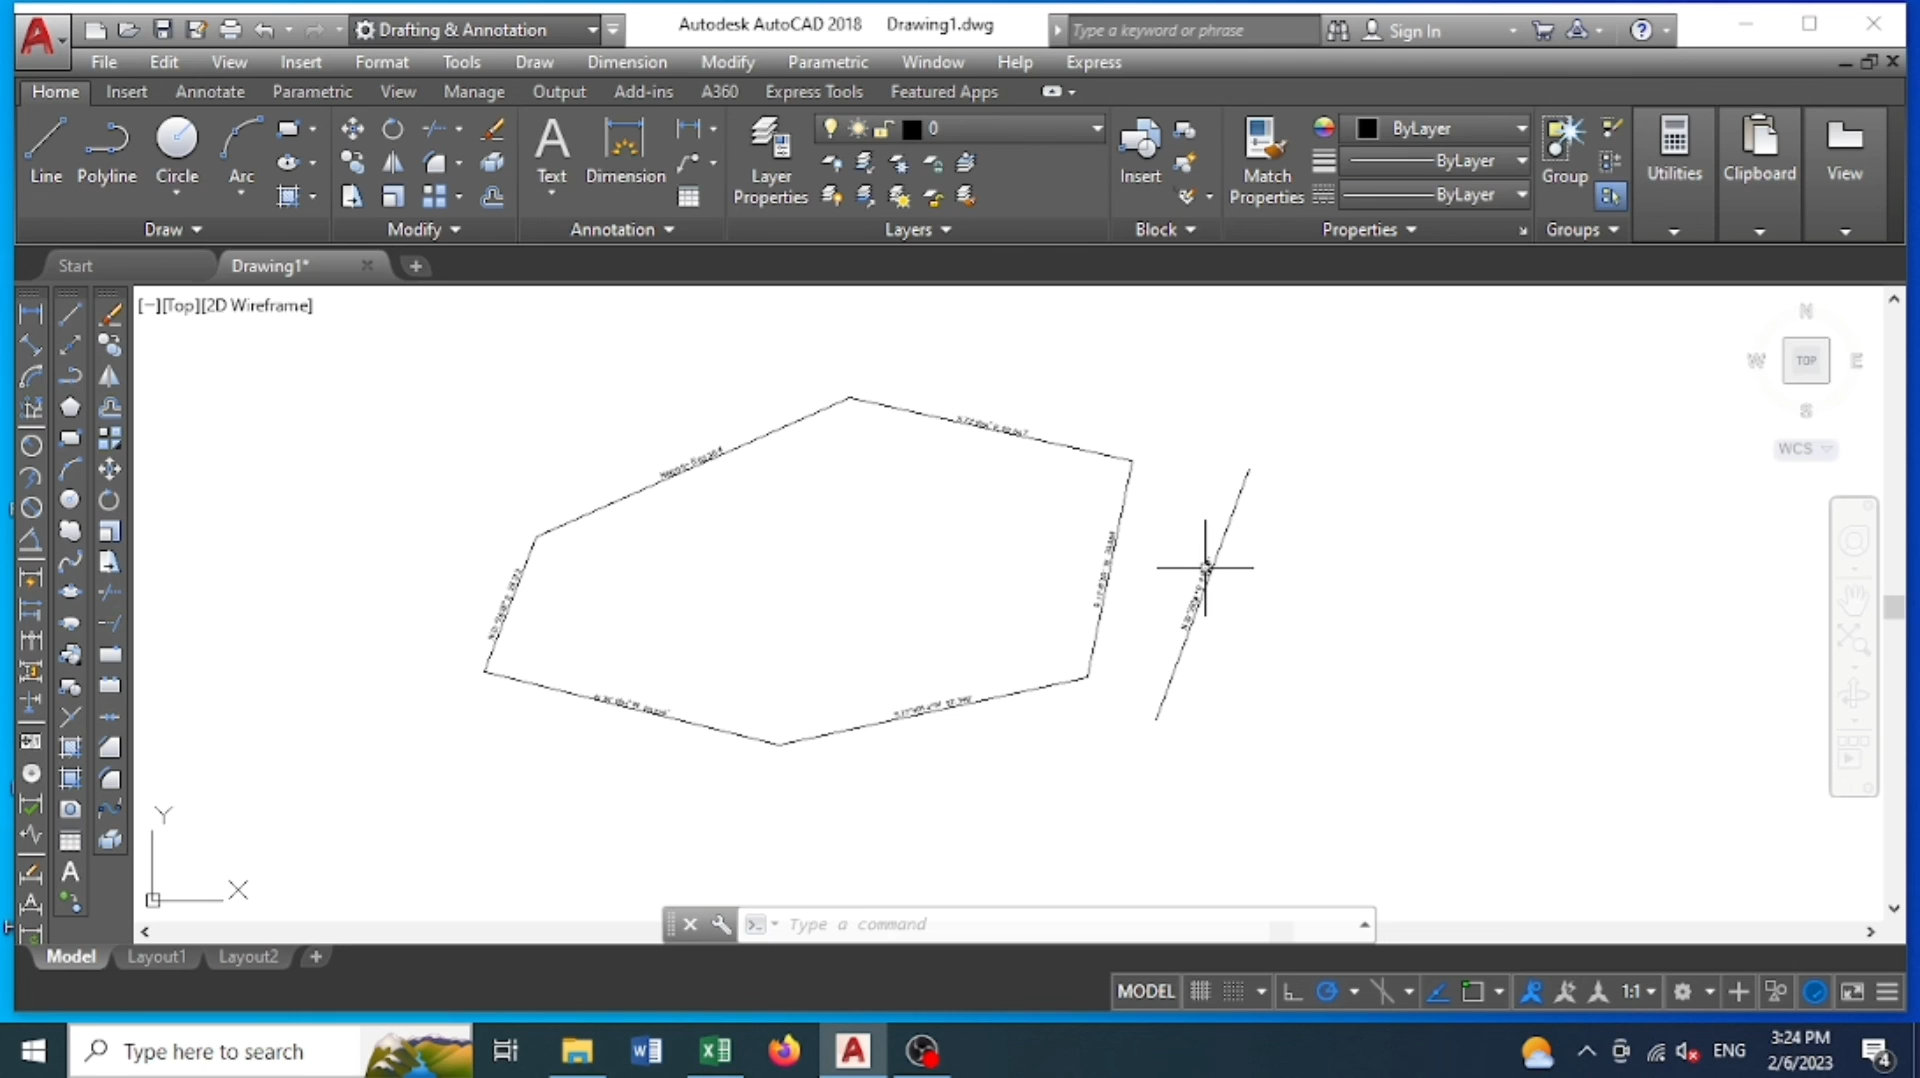 Drafting & Annotation
Autodesk AutoCAD 2018 Drawing1.dwg
Type a keyword or phrase
Sign In
File Edit View Insert Format Tools Draw Dimension Modify Parametric Window Help Express
Home Insert Annotate Parametric View Manage Output Add-ins A360 Express Tools Featured Apps
0
ByLayer
ByLayer
ByLayer
Line Polyline Circle Arc
Text Dimension
Layer Properties
Insert
Match Properties
Group
Utilities
Clipboard
View
Draw Modify Annotation Layers Block Properties Groups
Start Drawing1*
[−][Top][2D Wireframe]
N
W TOP E
S
WCS
Y
X
Type a command
Model Layout1 Layout2
MODEL 1:1
Type here to search
ENG
3:24 PM
2/6/2023
4